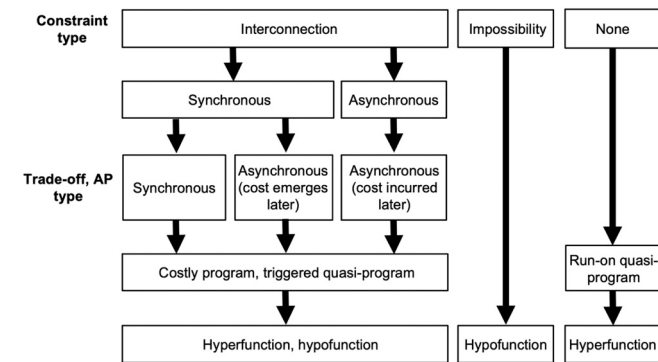 Constraint
type
Interconnection
Impossibility
None
Synchronous
Asynchronous
Trade-off, AP
type
Synchronous
Asynchronous
(cost emerges
later)
Asynchronous
(cost incurred
later)
Costly program, triggered quasi-program
Run-on quasi-
program
Hyperfunction, hypofunction
Hypofunction
Hyperfunction